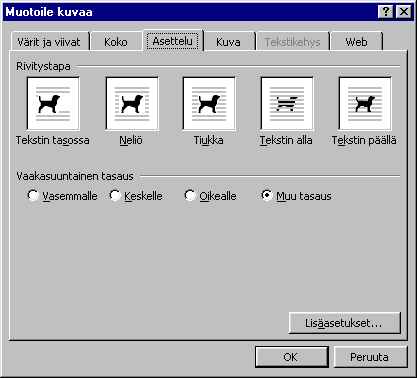 Muotoile kuvaa
Värit ja viivat Koko Asettelu Kuva Tekstikehys Web
Rivitystapa
Tekstin tasossa Neliö Tiukka Tekstin alla Tekstin päällä
Vaakasuuntainen tasaus
Vasemmalle Keskelle Oikealle Muu tasaus
Lisäasetukset...
OK Peruuta